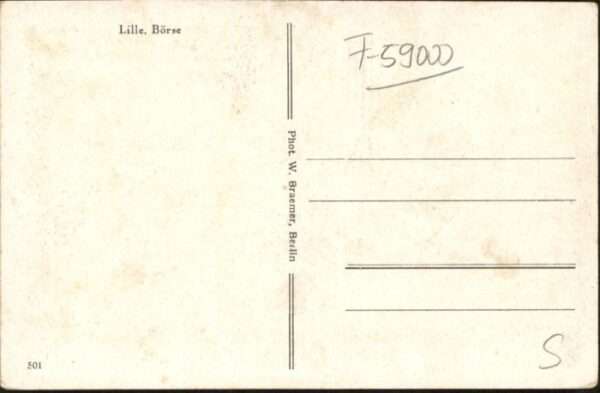 Lille. Börse
F-59000
Phot. W. Braemer, Berlin
S
501